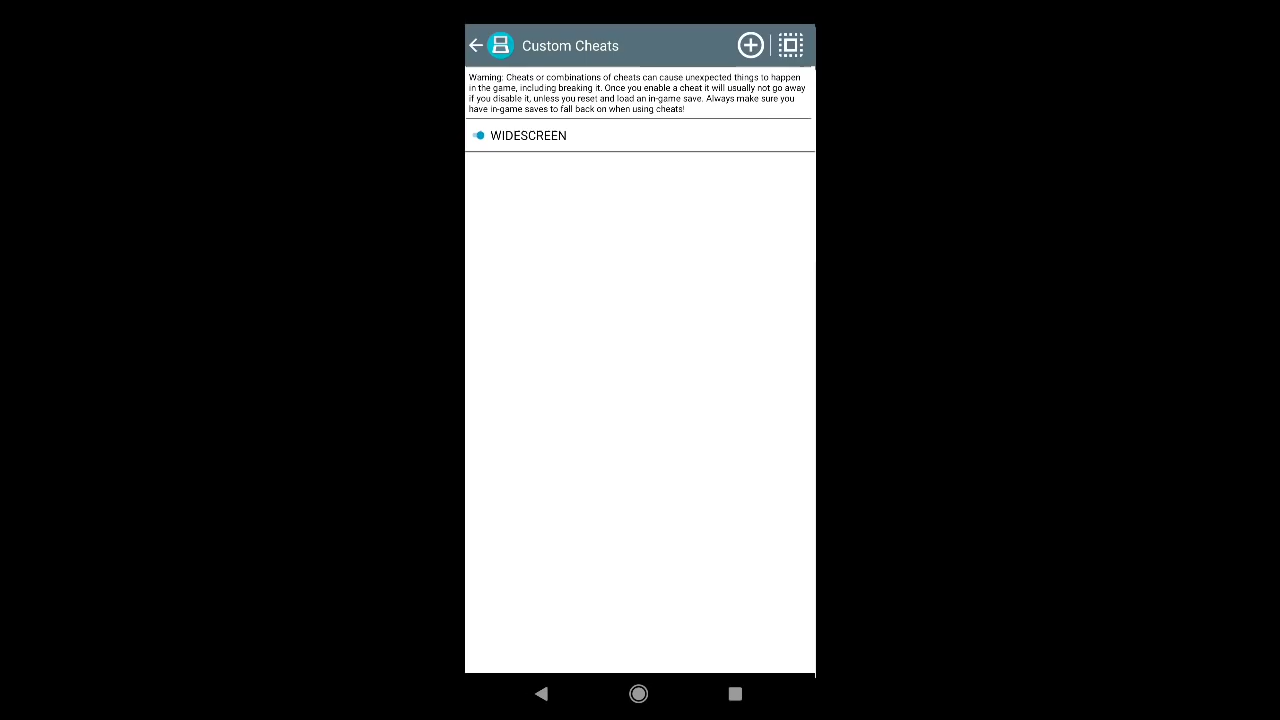 Custom Cheats
Warning: Cheats or combinations of cheats can cause unexpected things to happen
in the game, including breaking it. Once you enable a cheat it will usually not go away
if you disable it, unless you reset and load an in-game save. Always make sure you
have in-game saves to fall back on when using cheats!
WIDESCREEN